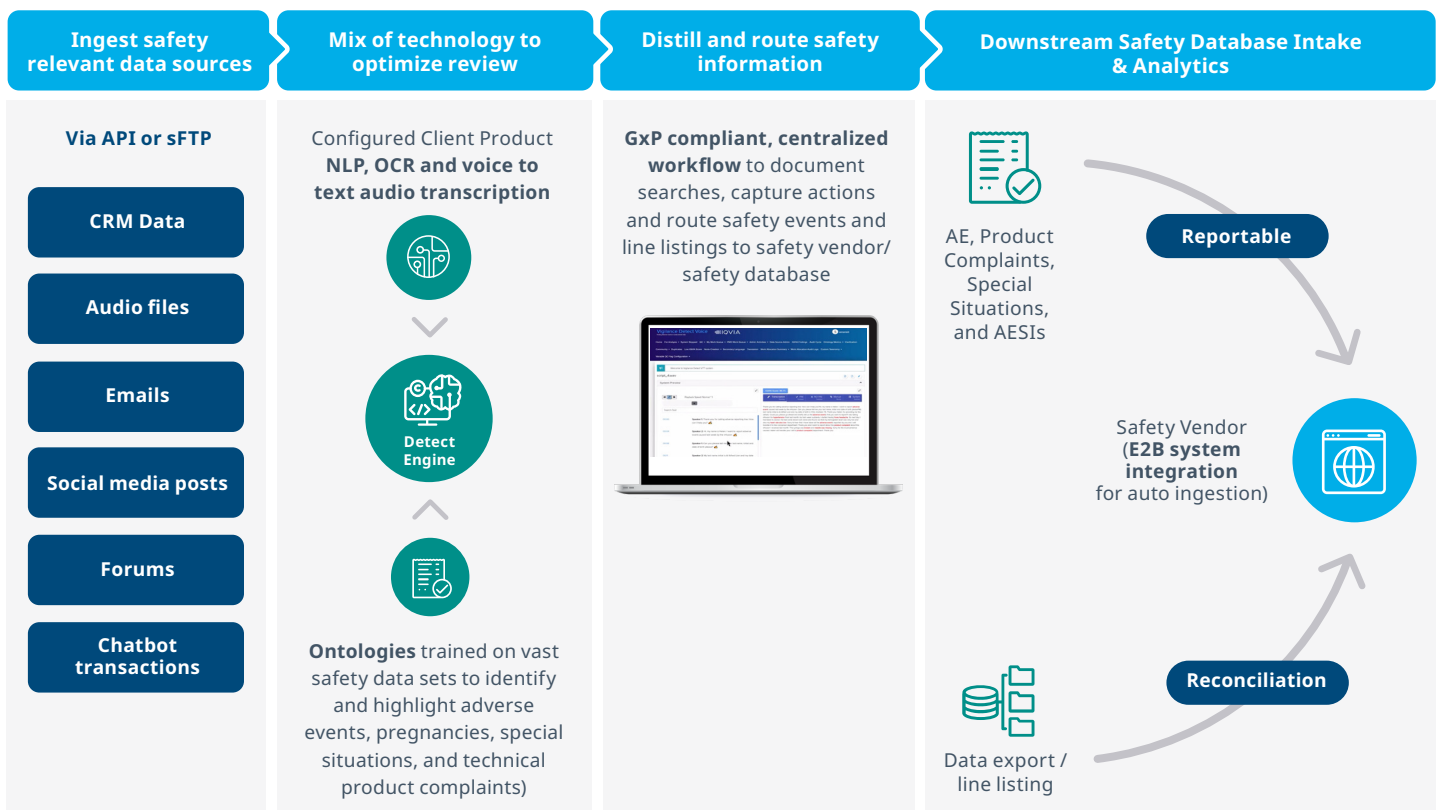 Ingest safety
relevant data sources
Mix of technology to
optimize review
Distill and route safety
information
Downstream Safety Database Intake
& Analytics
Via API or sFTP
CRM Data
Audio files
Emails
Social media posts
Forums
Chatbot
transactions
Configured Client Product
NLP, OCR and voice to
text audio transcription
Detect
Engine
Ontologies trained on vast
safety data sets to identify
and highlight adverse
events, pregnancies, special
situations, and technical
product complaints)
GxP compliant, centralized
workflow to document
searches, capture actions
and route safety events and
line listings to safety vendor/
safety database
Vigilance Detect Voice
IQVIA
AE, Product
Complaints,
Special
Situations,
and AESIs
Reportable
Safety Vendor
(E2B system
integration
for auto ingestion)
Reconciliation
Data export /
line listing